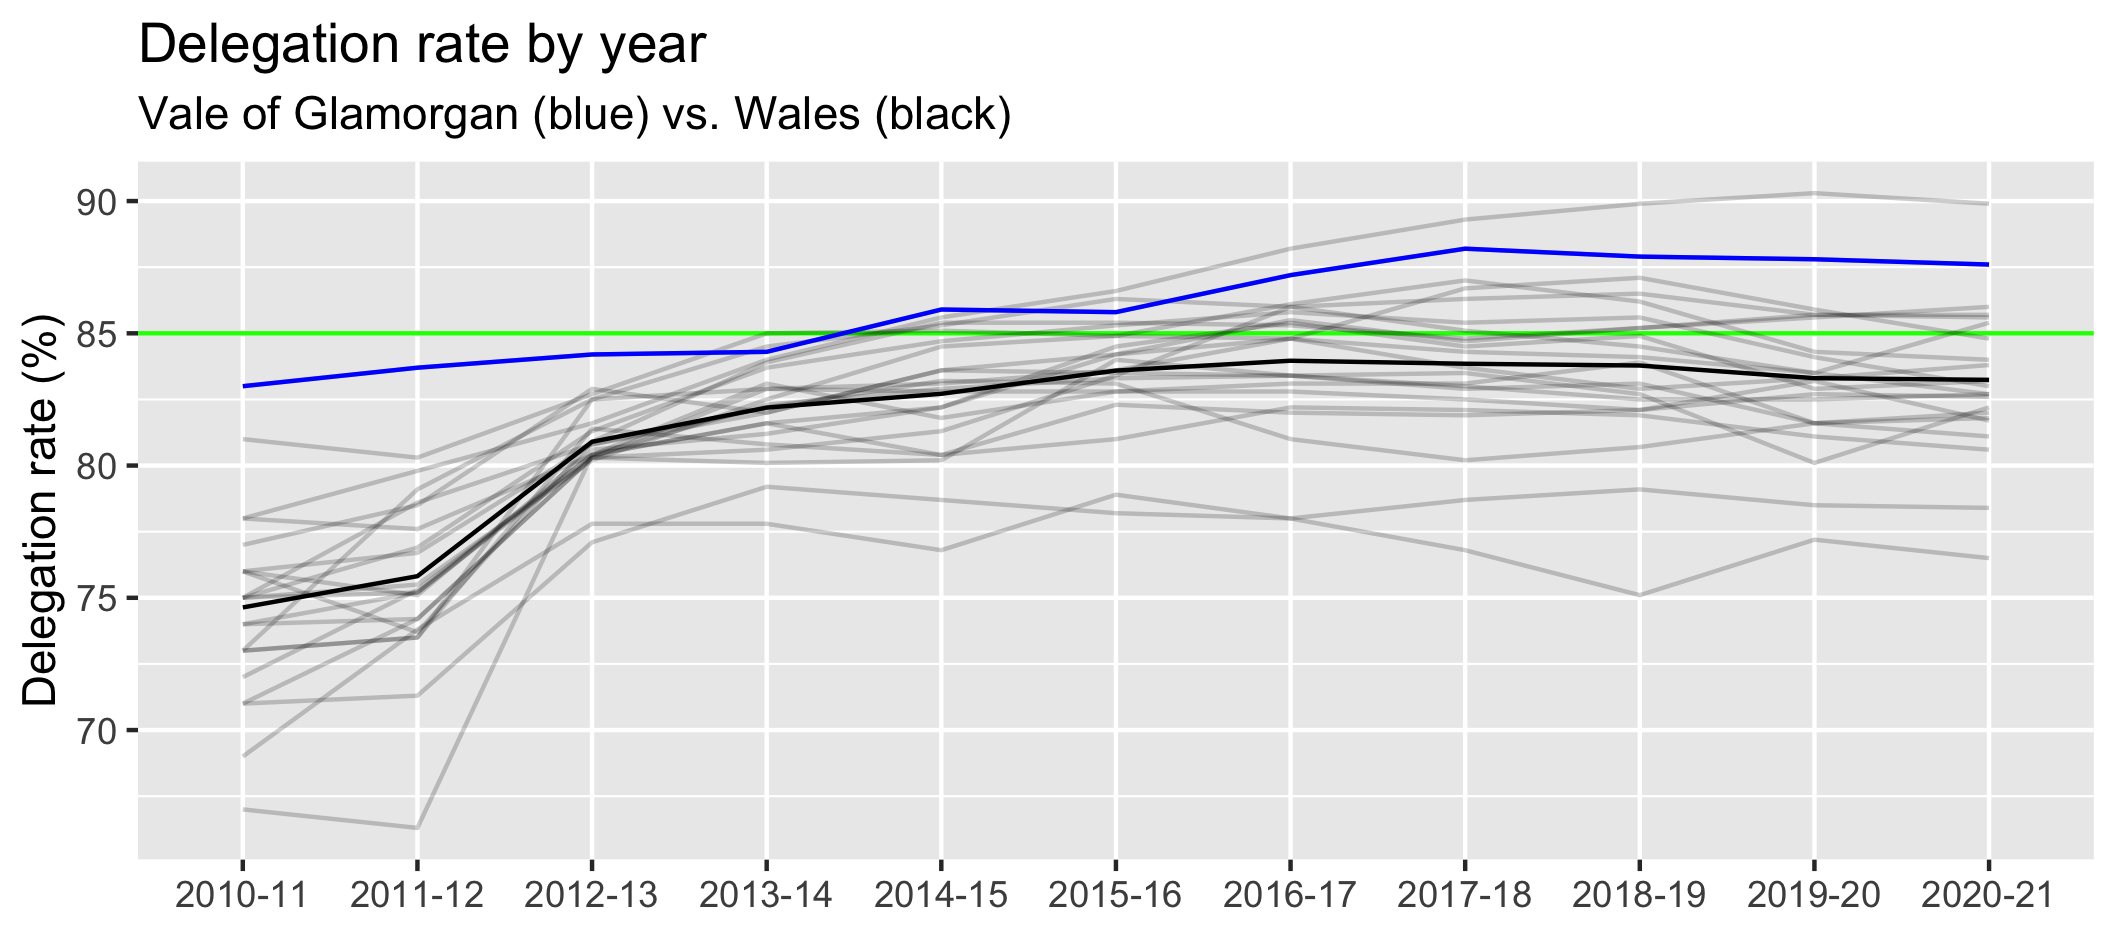 Delegation rate by year
Vale of Glamorgan (blue) vs. Wales (black)
Delegation rate (%)
90
85
80
75
70
2010-11 2011-12 2012-13 2013-14 2014-15 2015-16 2016-17 2017-18 2018-19 2019-20 2020-21